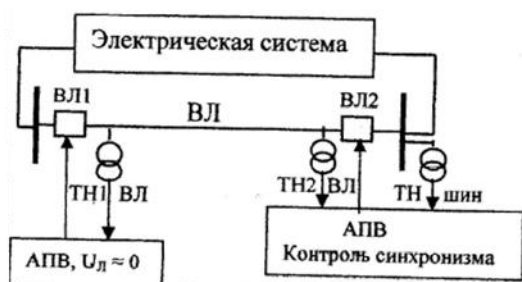 Электрическая система
ВЛ1
ВЛ
ВЛ2
ТН1 ВЛ
ТН2 ВЛ
ТН шин
АПВ, Uл ≈ 0
АПВ
Контроль синхронизма